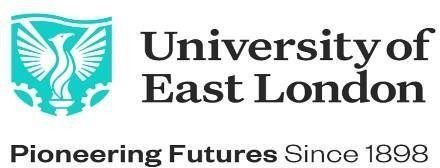 University of
East London
Pioneering Futures Since 1898